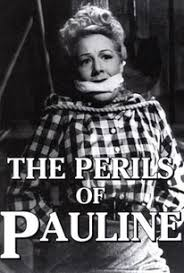 THE PERILS
OF
PAULINE